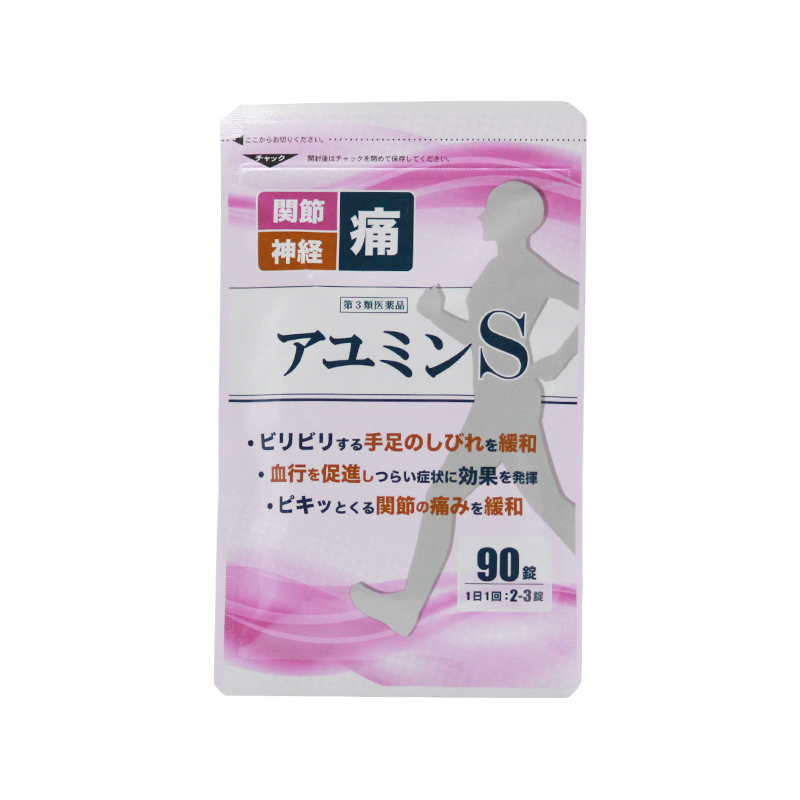 ここからお切りください。
チャック 開封後はチャックを閉めて保存してください。
関節
神経
痛
第3類医薬品
アユミンS
・ビリビリする手足のしびれを緩和
・血行を促進しつらい症状に効果を発揮
・ピキッとくる関節の痛みを緩和
90錠
1日1回:2-3錠